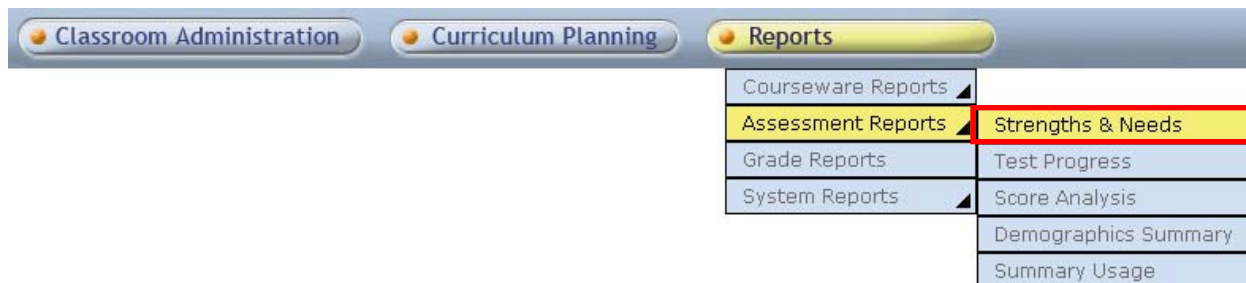 Classroom Administration Curriculum Planning Reports
Courseware Reports
Assessment Reports Strengths & Needs
Grade Reports Test Progress
System Reports Score Analysis
Demographics Summary
Summary Usage